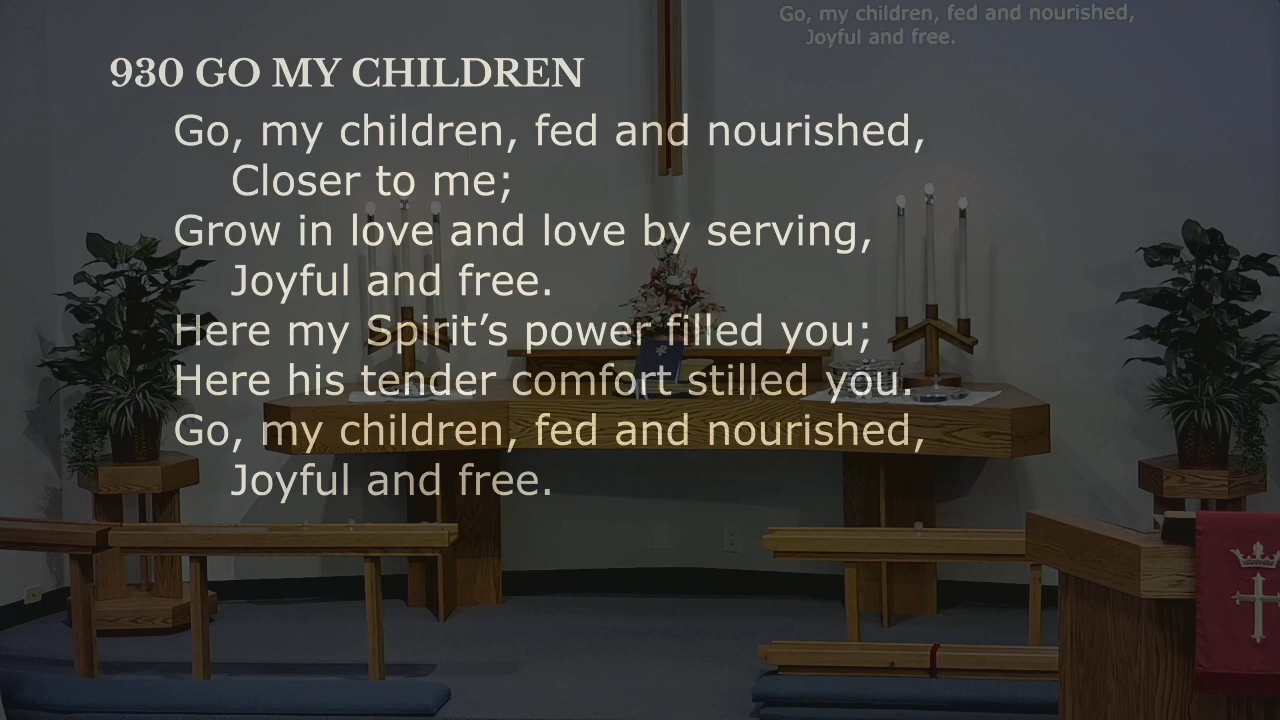 Go, my children, fed and nourished,
Joyful and free.
930 GO MY CHILDREN
Go, my children, fed and nourished,
Closer to me;
Grow in love and love by serving,
Joyful and free.
Here my Spirit’s power filled you;
Here his tender comfort stilled you.
Go, my children, fed and nourished,
Joyful and free.